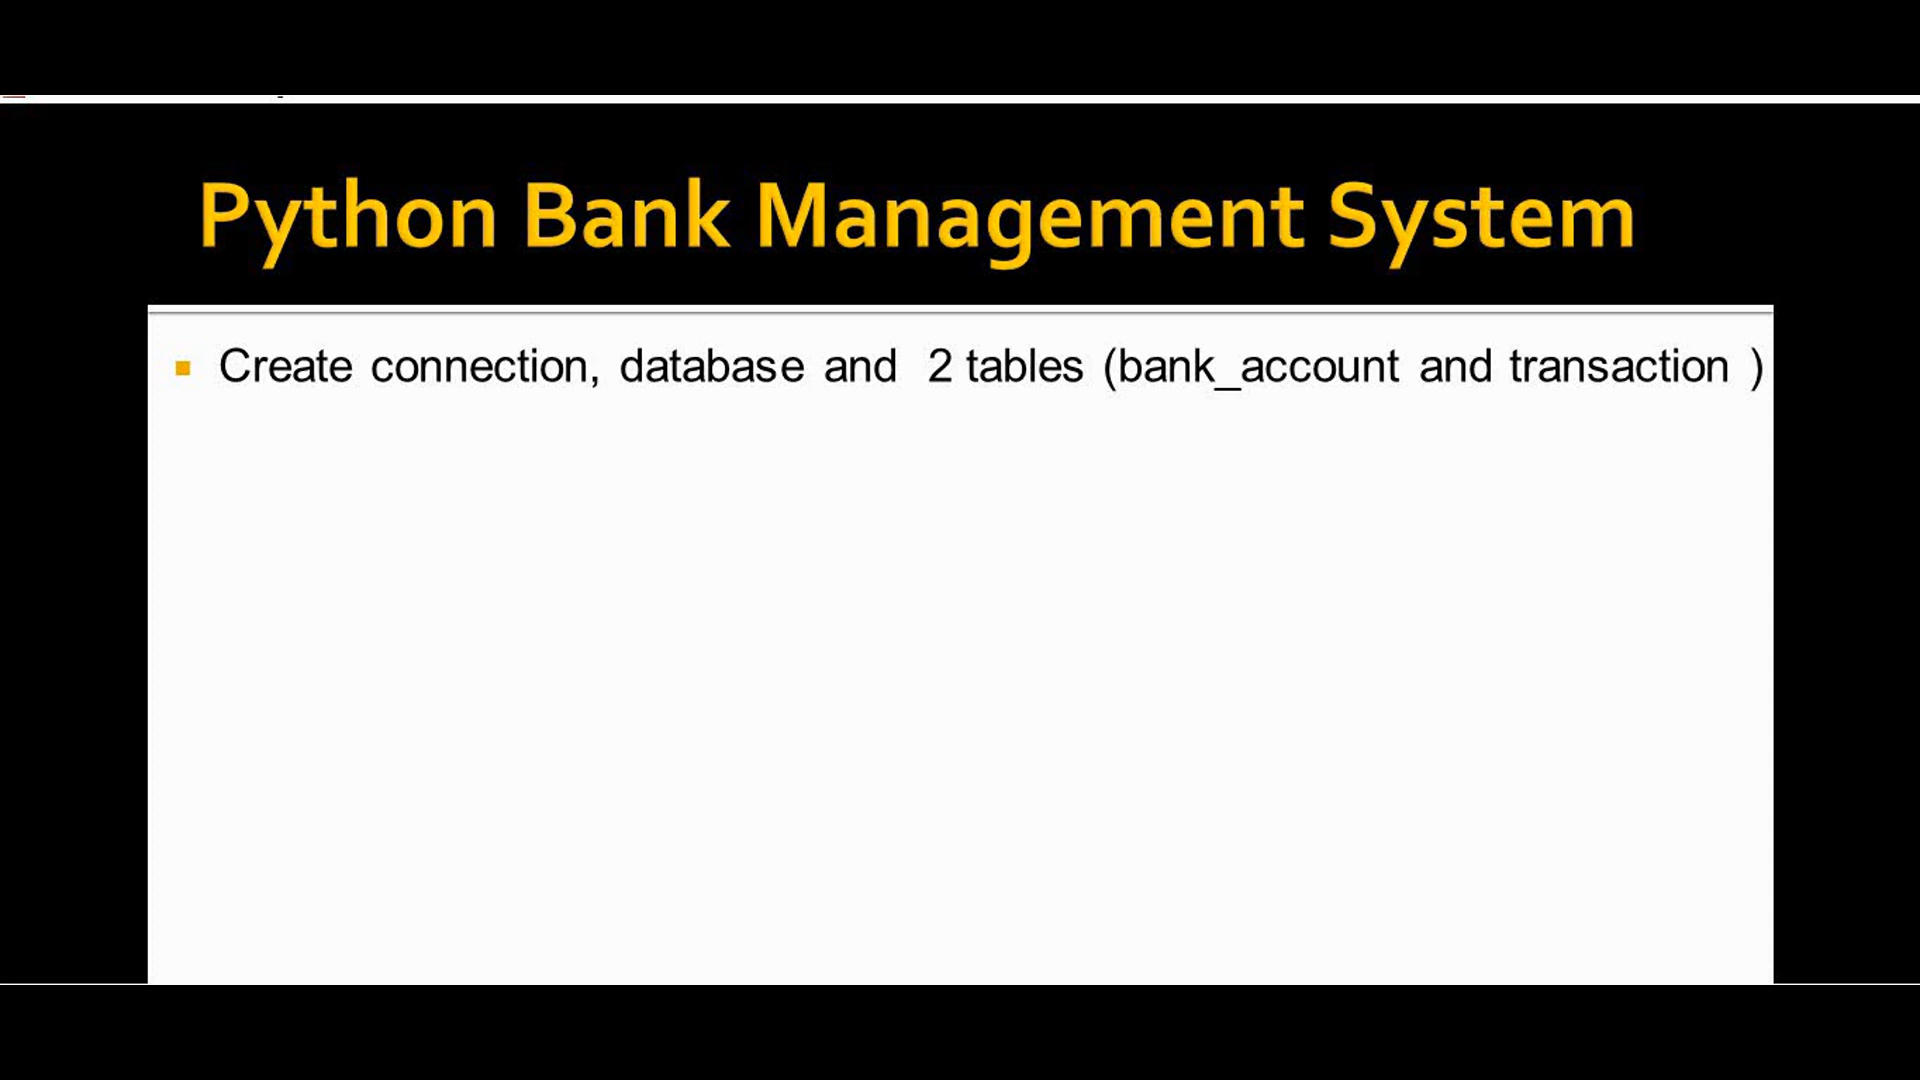 Python Bank Management System
Create connection, database and 2 tables (bank_account and transaction )